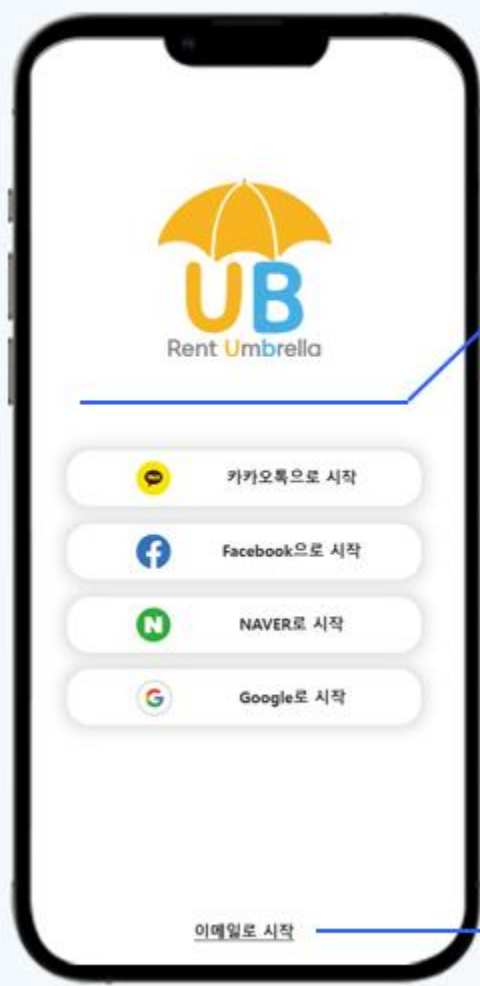 UB
Rent Umbrella
카카오톡으로 시작
Facebook으로 시작
NAVER로 시작
Google로 시작
이메일로 시작